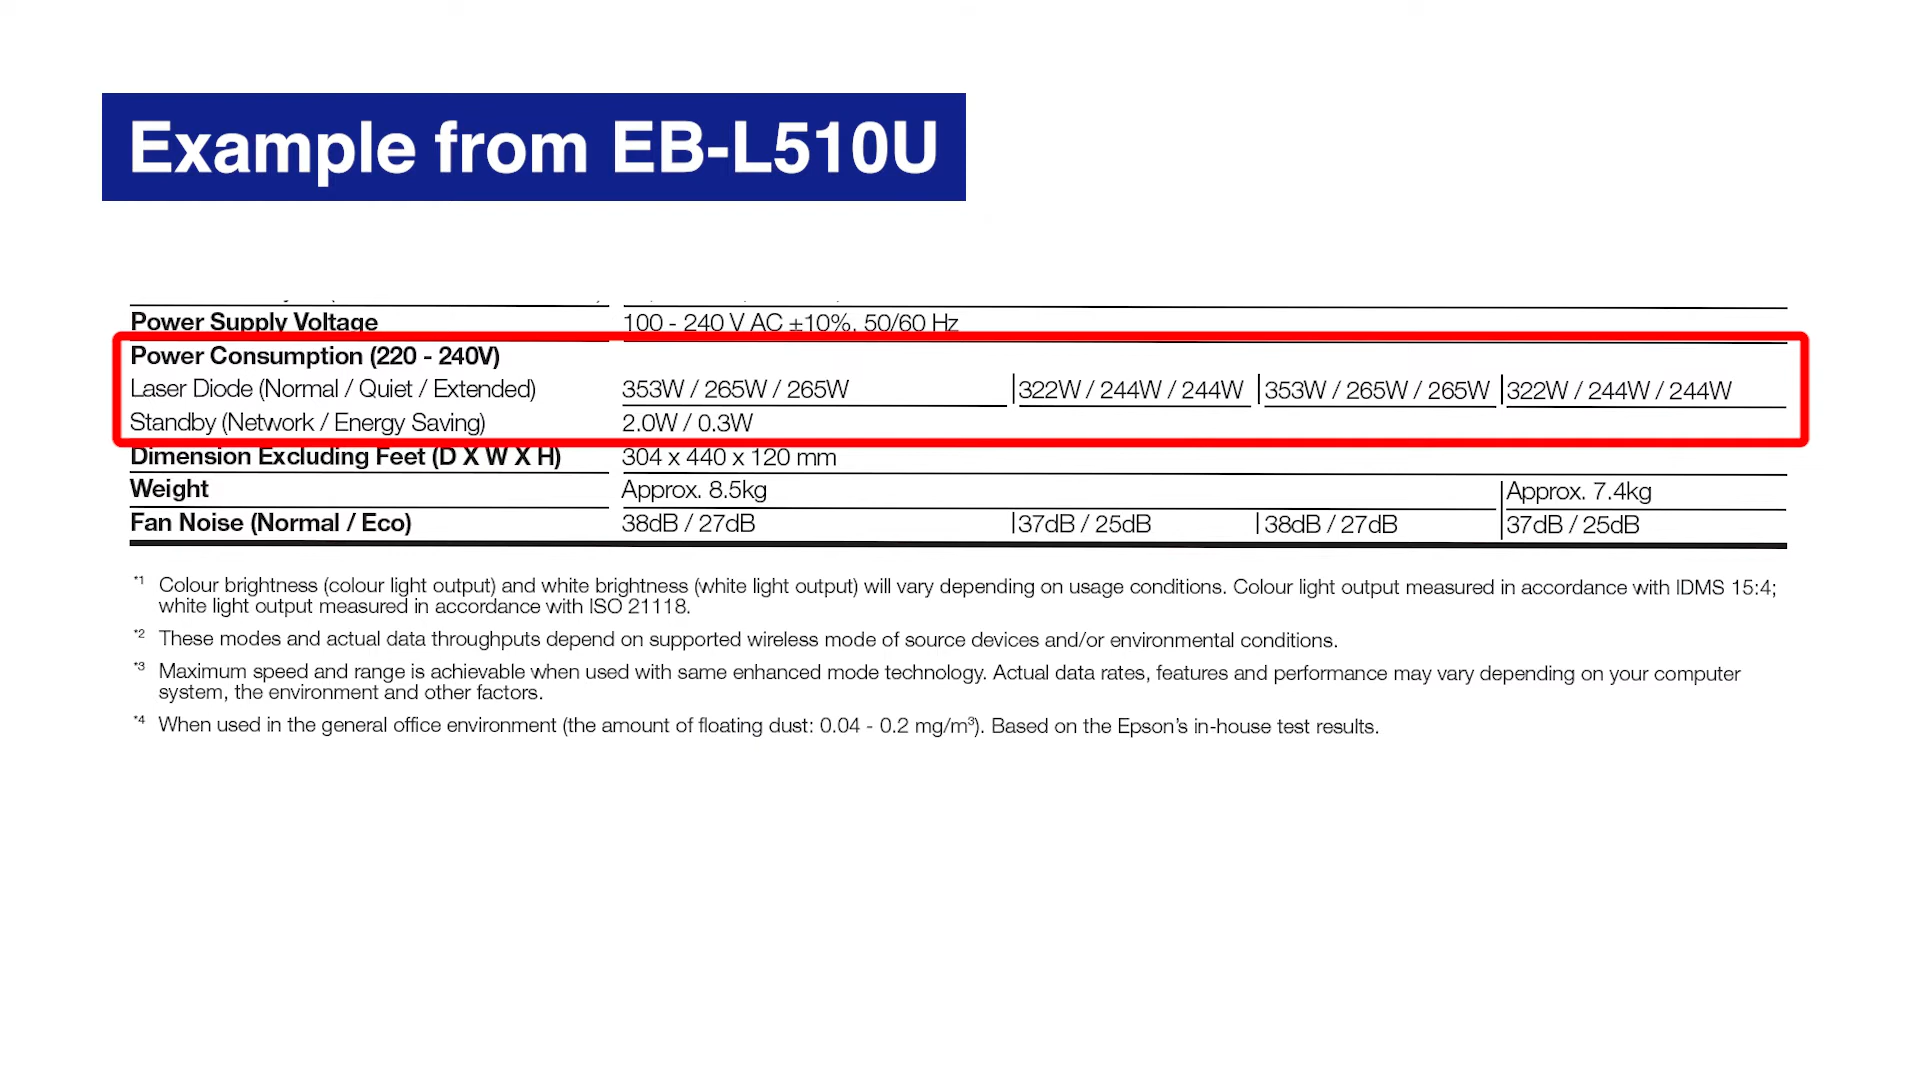 Example from EB-L510U
Power Supply Voltage 100 - 240 V AC ±10%, 50/60 Hz
Power Consumption (220 - 240V)
Laser Diode (Normal / Quiet / Extended) 353W / 265W / 265W 322W / 244W / 244W 353W / 265W / 265W 322W / 244W / 244W
Standby (Network / Energy Saving) 2.0W / 0.3W
Dimension Excluding Feet (D X W X H) 304 x 440 x 120 mm
Weight Approx. 8.5kg Approx. 7.4kg
Fan Noise (Normal / Eco) 38dB / 27dB 37dB / 25dB 38dB / 27dB 37dB / 25dB
*1 Colour brightness (colour light output) and white brightness (white light output) will vary depending on usage conditions. Colour light output measured in accordance with IDMS 15:4;
white light output measured in accordance with ISO 21118.
*2 These modes and actual data throughputs depend on supported wireless mode of source devices and/or environmental conditions.
*3 Maximum speed and range is achievable when used with same enhanced mode technology. Actual data rates, features and performance may vary depending on your computer
system, the environment and other factors.
*4 When used in the general office environment (the amount of floating dust: 0.04 - 0.2 mg/m³). Based on the Epson’s in-house test results.